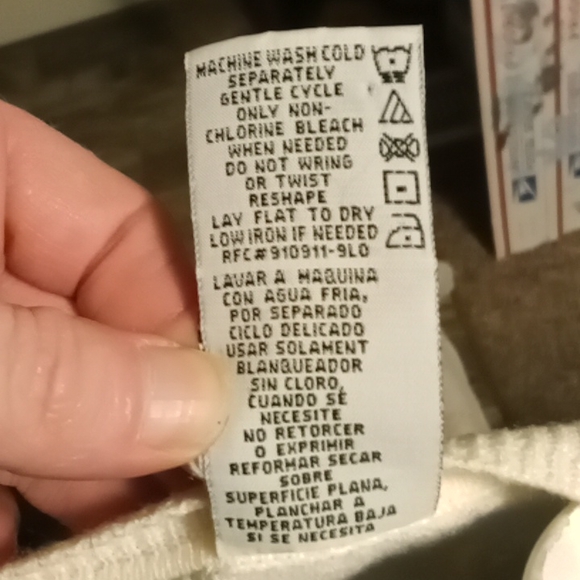 MACHINE WASH COLD
SEPARATELY
GENTLE CYCLE
ONLY NON-
CHLORINE BLEACH
WHEN NEEDED
DO NOT WRING
OR TWIST
RESHAPE
LAY FLAT TO DRY
LOW IRON IF NEEDED
RFC#910911-9L0
LAVAR A MAQUINA
CON AGUA FRIA,
POR SEPARADO
CICLO DELICADO
USAR SOLAMENT
BLANQUEADOR
SIN CLORO,
CUANDO SE
NECESITE
NO RETORCER
O EXPRIMIR
REFORMAR SECAR
SOBRE
SUPERFICIE PLANA,
PLANCHAR A
TEMPERATURA BAJA
SI SE NECESITA